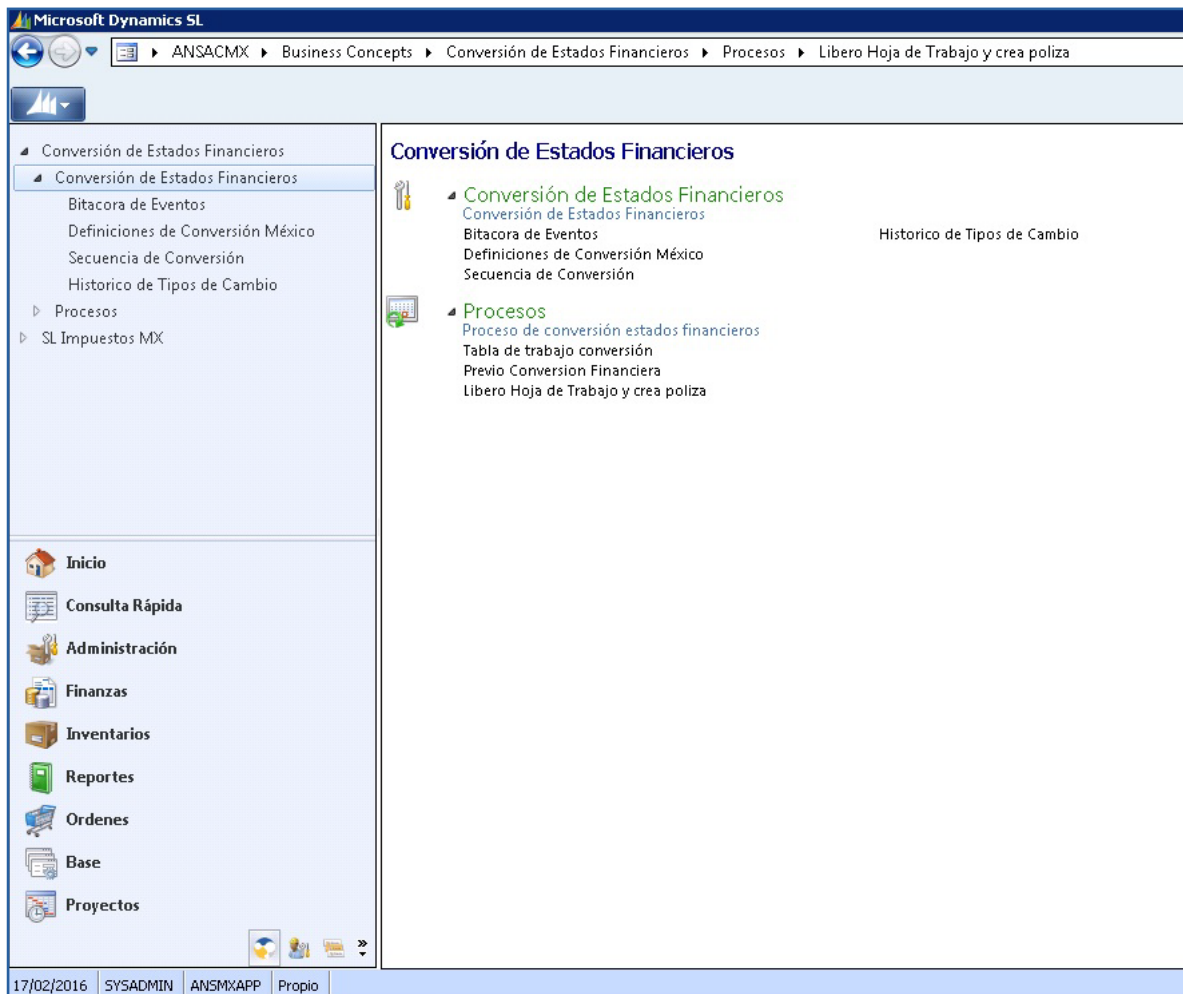 Microsoft Dynamics SL
ANSACMX Business Concepts Conversión de Estados Financieros Procesos Libero Hoja de Trabajo y crea poliza
Conversión de Estados Financieros
Conversión de Estados Financieros
Bitacora de Eventos
Definiciones de Conversión México
Secuencia de Conversión
Historico de Tipos de Cambio
Procesos
SL Impuestos MX
Conversión de Estados Financieros
Conversión de Estados Financieros
Conversión de Estados Financieros
Bitacora de Eventos Historico de Tipos de Cambio
Definiciones de Conversión México
Secuencia de Conversión
Procesos
Proceso de conversión estados financieros
Tabla de trabajo conversión
Previo Conversion Financiera
Libero Hoja de Trabajo y crea poliza
Inicio
Consulta Rápida
Administración
Finanzas
Inventarios
Reportes
Ordenes
Base
Proyectos
17/02/2016 SYSADMIN ANSMXAPP Propio